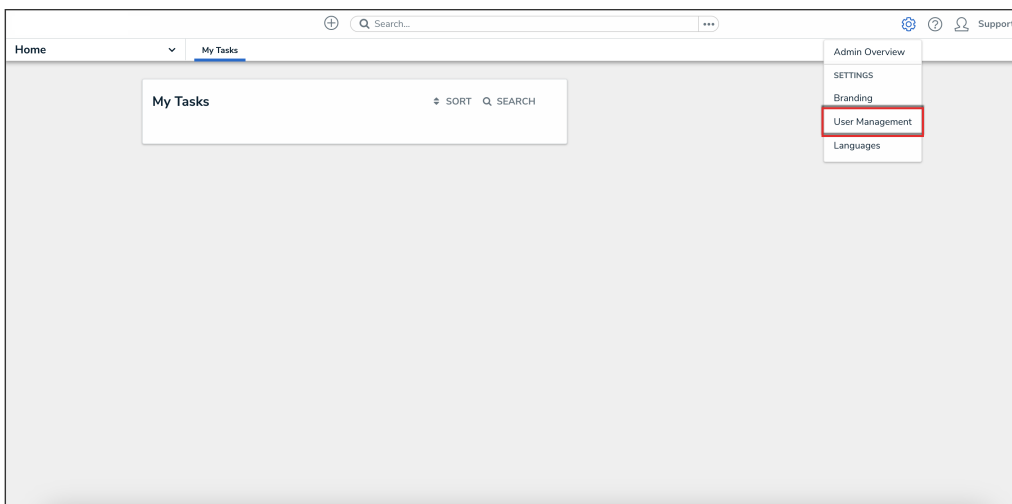 Search...
Support
Home
My Tasks
Admin Overview
SETTINGS
Branding
User Management
Languages
My Tasks
SORT
SEARCH